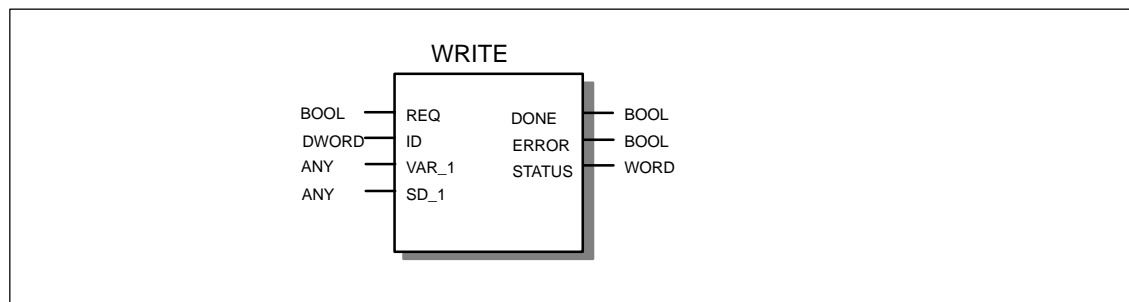 WRITE
BOOL REQ DONE BOOL
DWORD ID ERROR BOOL
ANY VAR_1 STATUS WORD
ANY SD_1